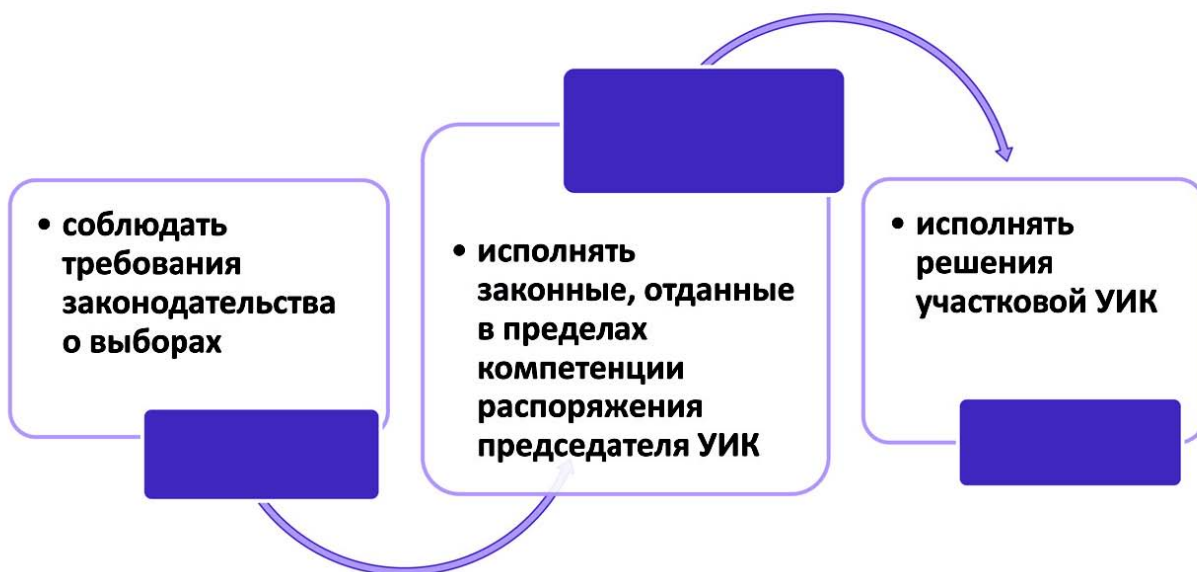 • соблюдать
требования
законодательства
о выборах
• исполнять
законные, отданные
в пределах
компетенции
распоряжения
председателя УИК
• исполнять
решения
участковой УИК